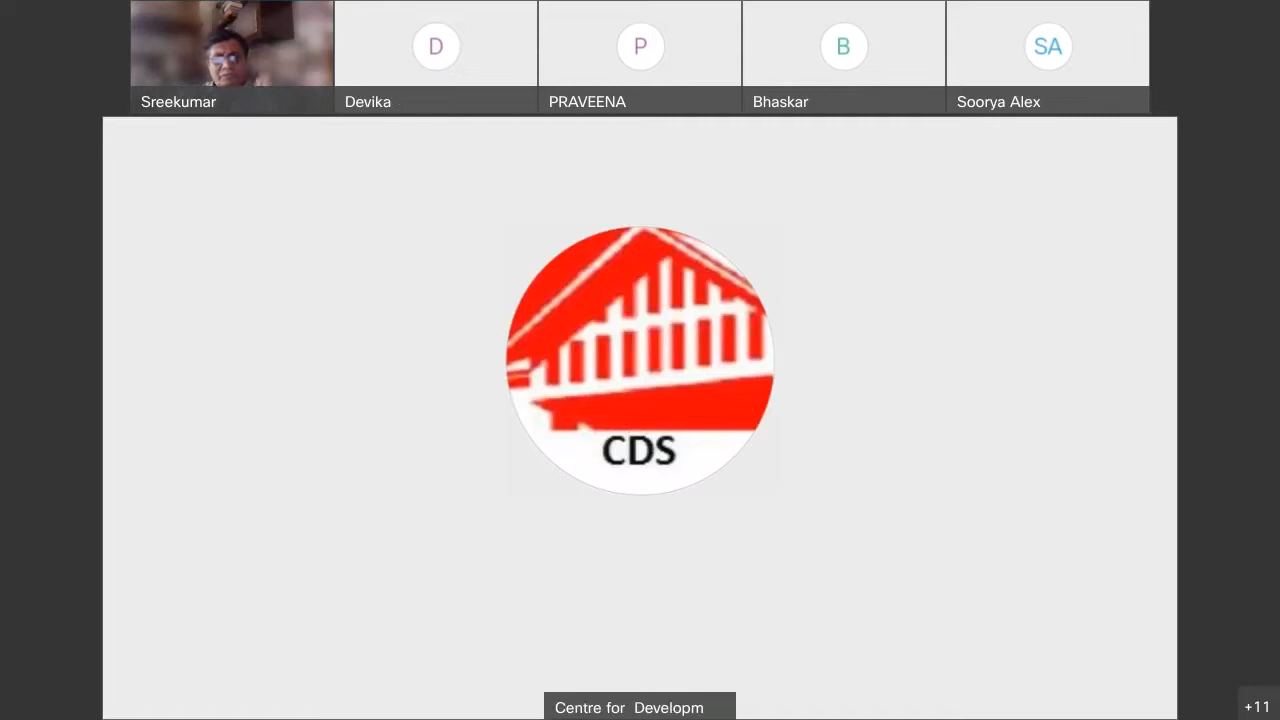 D
P
B
SA
Sreekumar
Devika
PRAVEENA
Bhaskar
Soorya Alex
CDS
Centre for Developm
+11